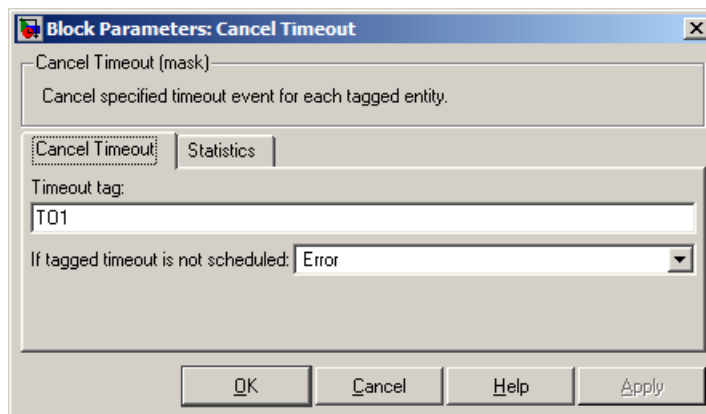 Block Parameters: Cancel Timeout
Cancel Timeout (mask)
Cancel specified timeout event for each tagged entity.
Cancel Timeout Statistics
Timeout tag:
TO1
If tagged timeout is not scheduled: Error
OK Cancel Help Apply